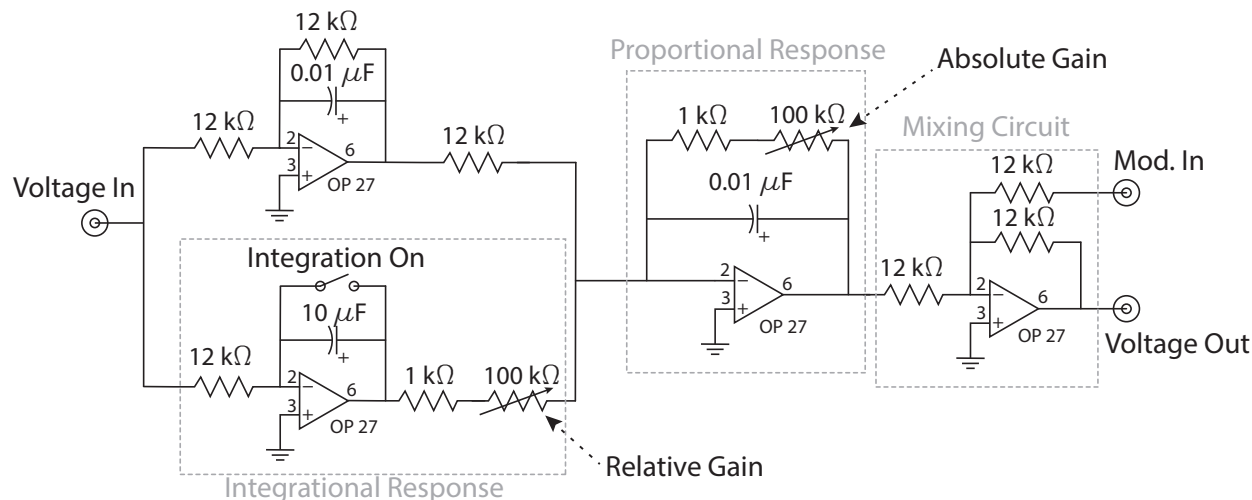 12 kΩ
0.01 µF
12 kΩ
2
3
−
+
+
6
OP 27
12 kΩ
Voltage In
Integration On
10 µF
12 kΩ
2
3
−
+
+
6
OP 27
1 kΩ
100 kΩ
Relative Gain
Integrational Response
Proportional Response
Absolute Gain
1 kΩ
100 kΩ
0.01 µF
+
2
3
−
+
6
OP 27
Mixing Circuit
12 kΩ
Mod. In
12 kΩ
12 kΩ
2
3
−
+
6
OP 27
Voltage Out